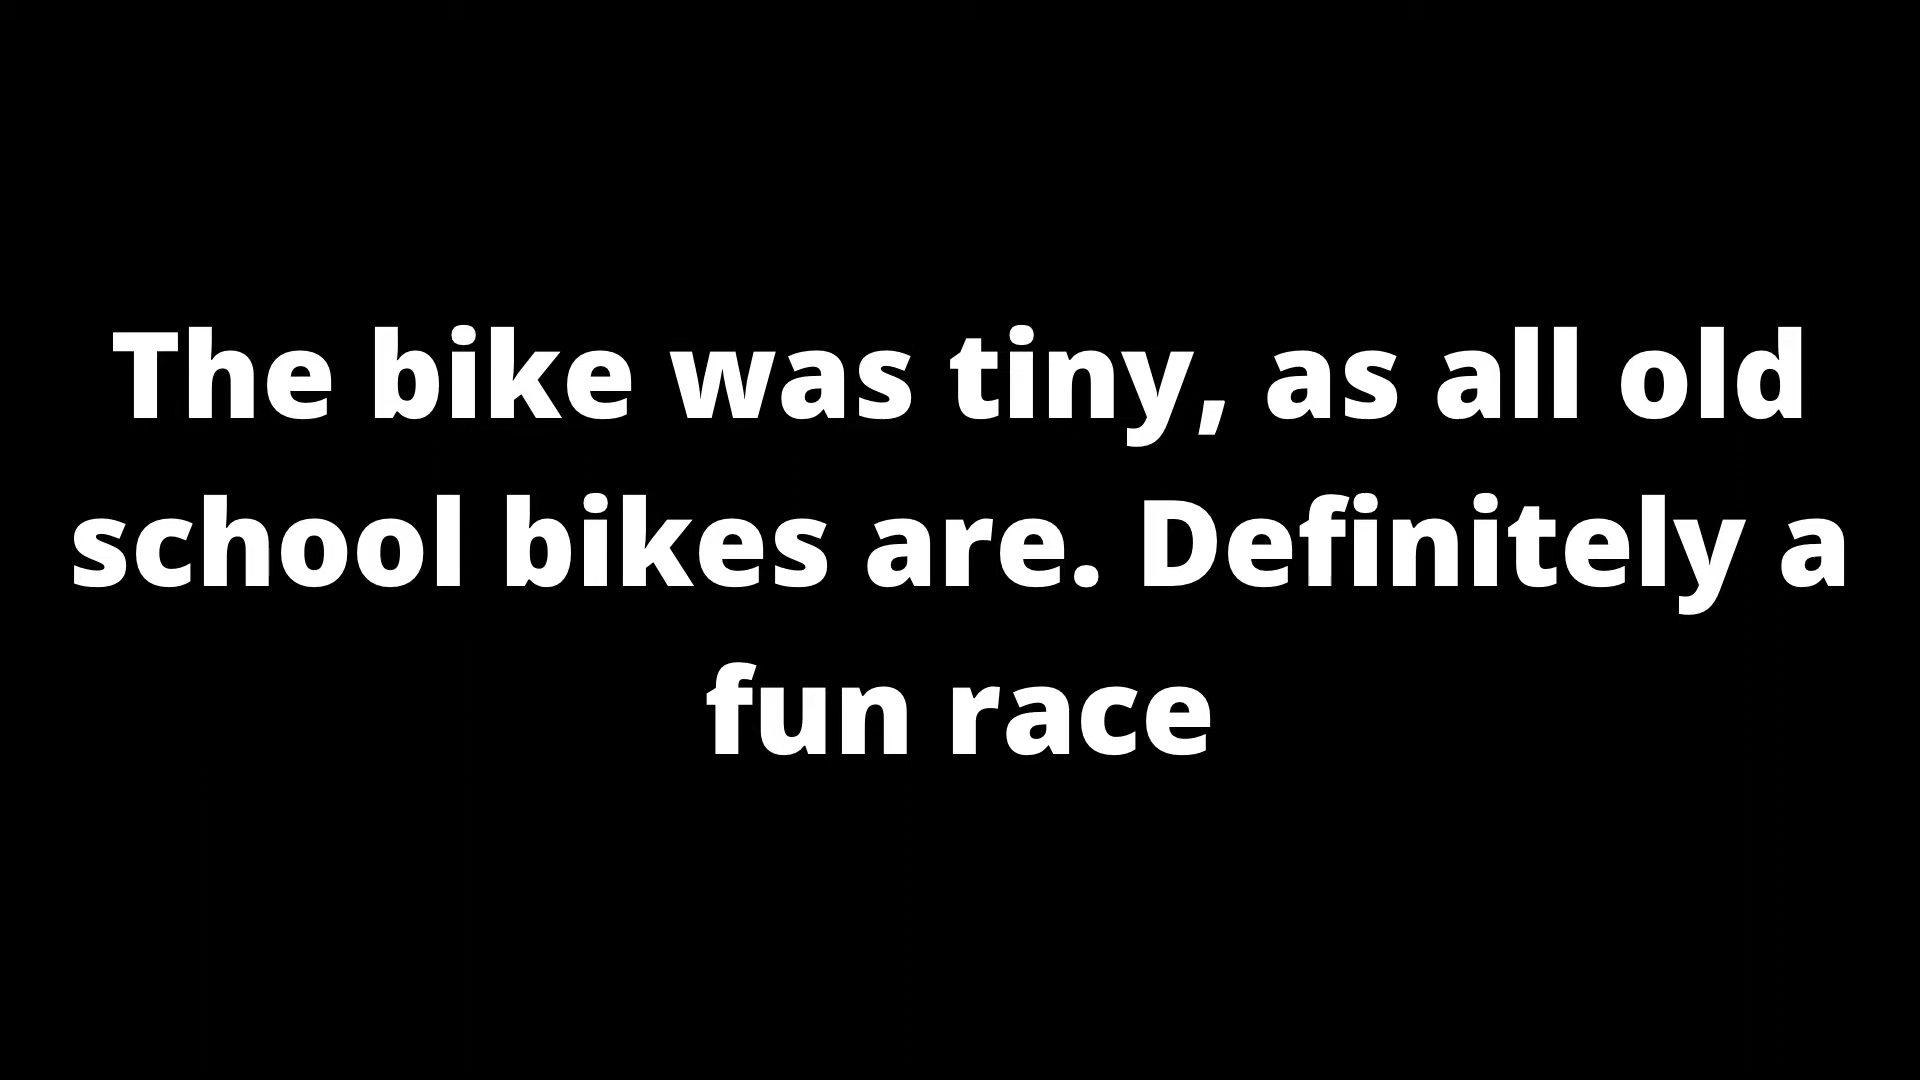 The bike was tiny, as all old
school bikes are. Definitely a
fun race